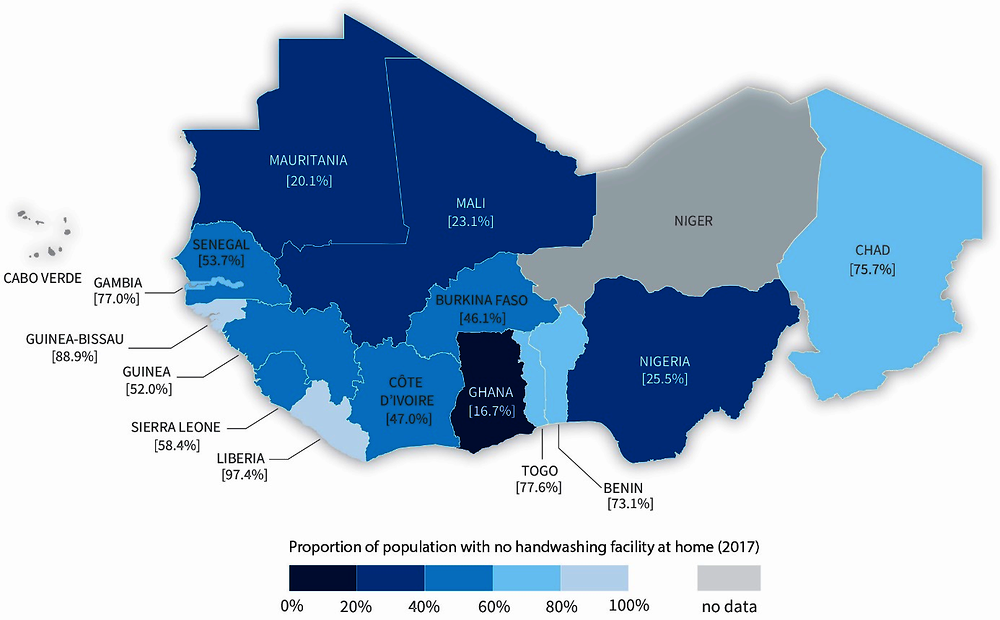 MAURITANIA
[20.1%]
MALI
[23.1%]
NIGER
CHAD
[75.7%]
SENEGAL
[53.7%]
CABO VERDE
GAMBIA
[77.0%]
BURKINA FASO
[46.1%]
GUINEA-BISSAU
[88.9%]
NIGERIA
[25.5%]
GUINEA
[52.0%]
CÔTE
D'IVOIRE
[47.0%]
GHANA
[16.7%]
SIERRA LEONE
[58.4%]
LIBERIA
[97.4%]
TOGO
[77.6%]
BENIN
[73.1%]
Proportion of population with no handwashing facility at home (2017)
0% 20% 40% 60% 80% 100% no data